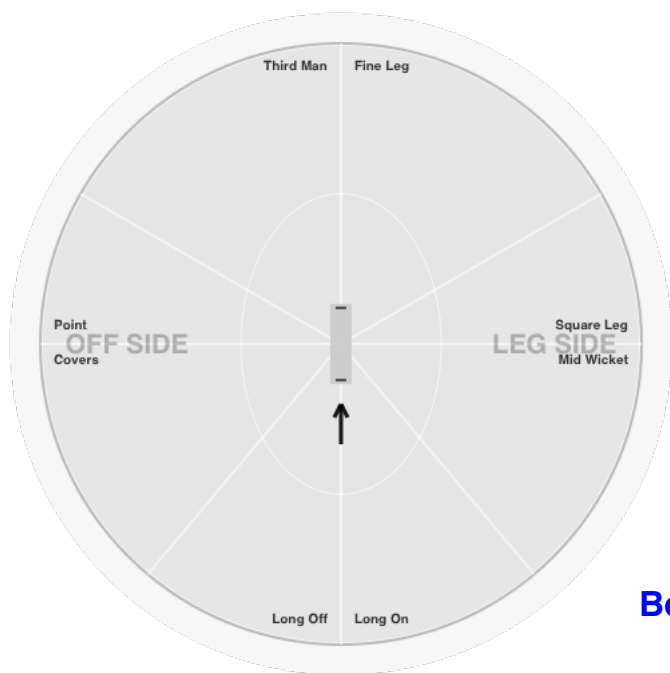 Third Man
Fine Leg
Point
OFF SIDE
Covers
Square Leg
LEG SIDE
Mid Wicket
Long Off
Long On